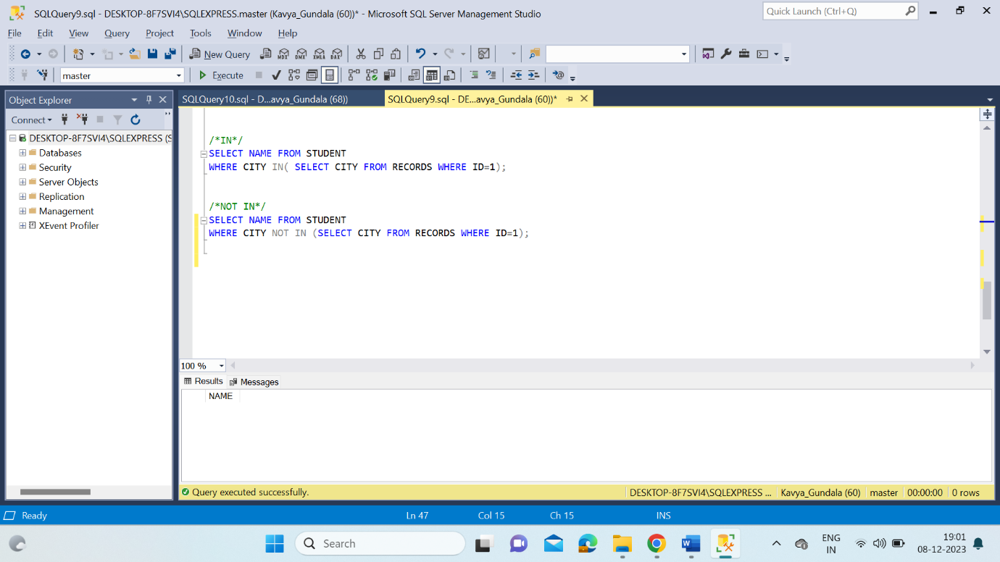 SQLQuery9.sql - DESKTOP-8F7SVI4\SQLEXPRESS.master (Kavya_Gundala (60))* - Microsoft SQL Server Management Studio
Quick Launch (Ctrl+Q)
File Edit View Query Project Tools Window Help
New Query MDX DMX XMLA DAX
master Execute
Object Explorer
SQLQuery10.sql - D...avya_Gundala (68))
SQLQuery9.sql - DE...avya_Gundala (60))*
Connect
DESKTOP-8F7SVI4\SQLEXPRESS (S
Databases
Security
Server Objects
Replication
Management
XEvent Profiler
/*IN*/
SELECT NAME FROM STUDENT
WHERE CITY IN( SELECT CITY FROM RECORDS WHERE ID=1);
/*NOT IN*/
SELECT NAME FROM STUDENT
WHERE CITY NOT IN (SELECT CITY FROM RECORDS WHERE ID=1);
100 %
Results Messages
NAME
Query executed successfully.
DESKTOP-8F7SVI4\SQLEXPRESS ... Kavya_Gundala (60) master 00:00:00 0 rows
Ready Ln 47 Col 15 Ch 15 INS
Search
ENG
IN
19:01
08-12-2023